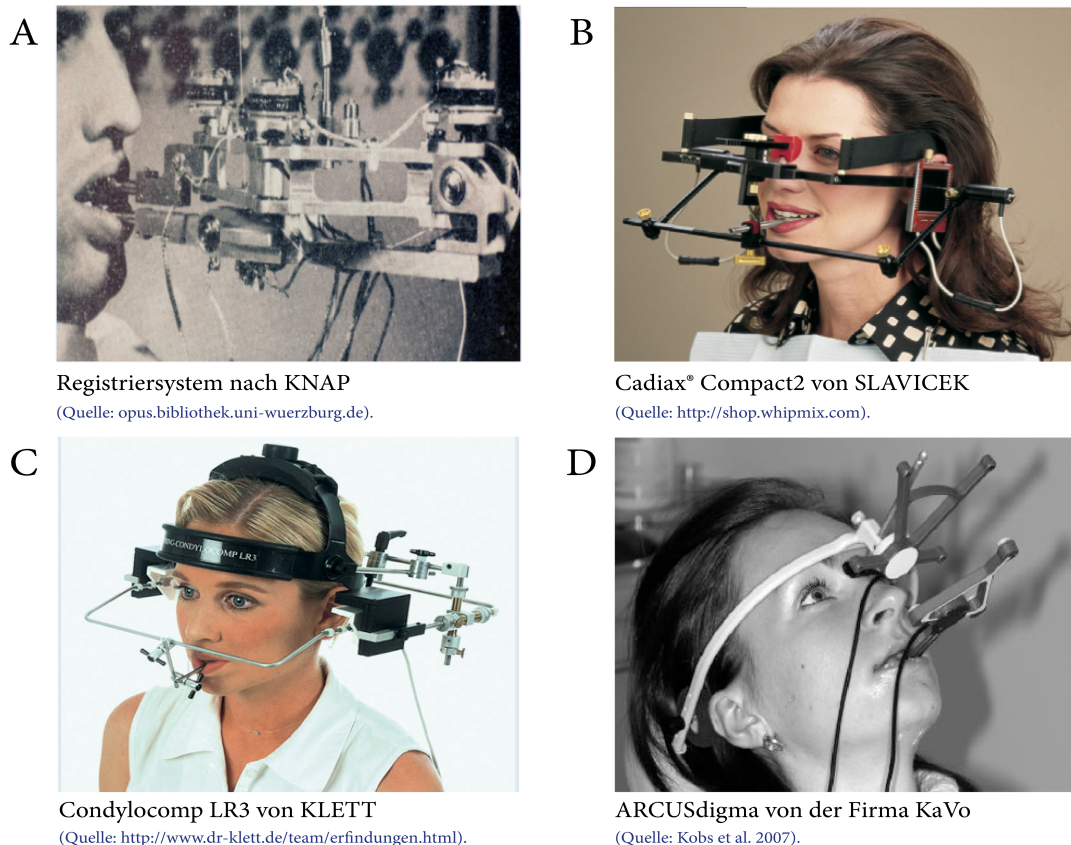 A
B
Registriersystem nach KNAP
(Quelle: opus.bibliothek.uni-wuerzburg.de).
Cadiax® Compact2 von SLAVICEK
(Quelle: http://shop.whipmix.com).
C
D
CONDYLOCOMP LR3
Condylocomp LR3 von KLETT
(Quelle: http://www.dr-klett.de/team/erfindungen.html).
ARCUSdigma von der Firma KaVo
(Quelle: Kobs et al. 2007).